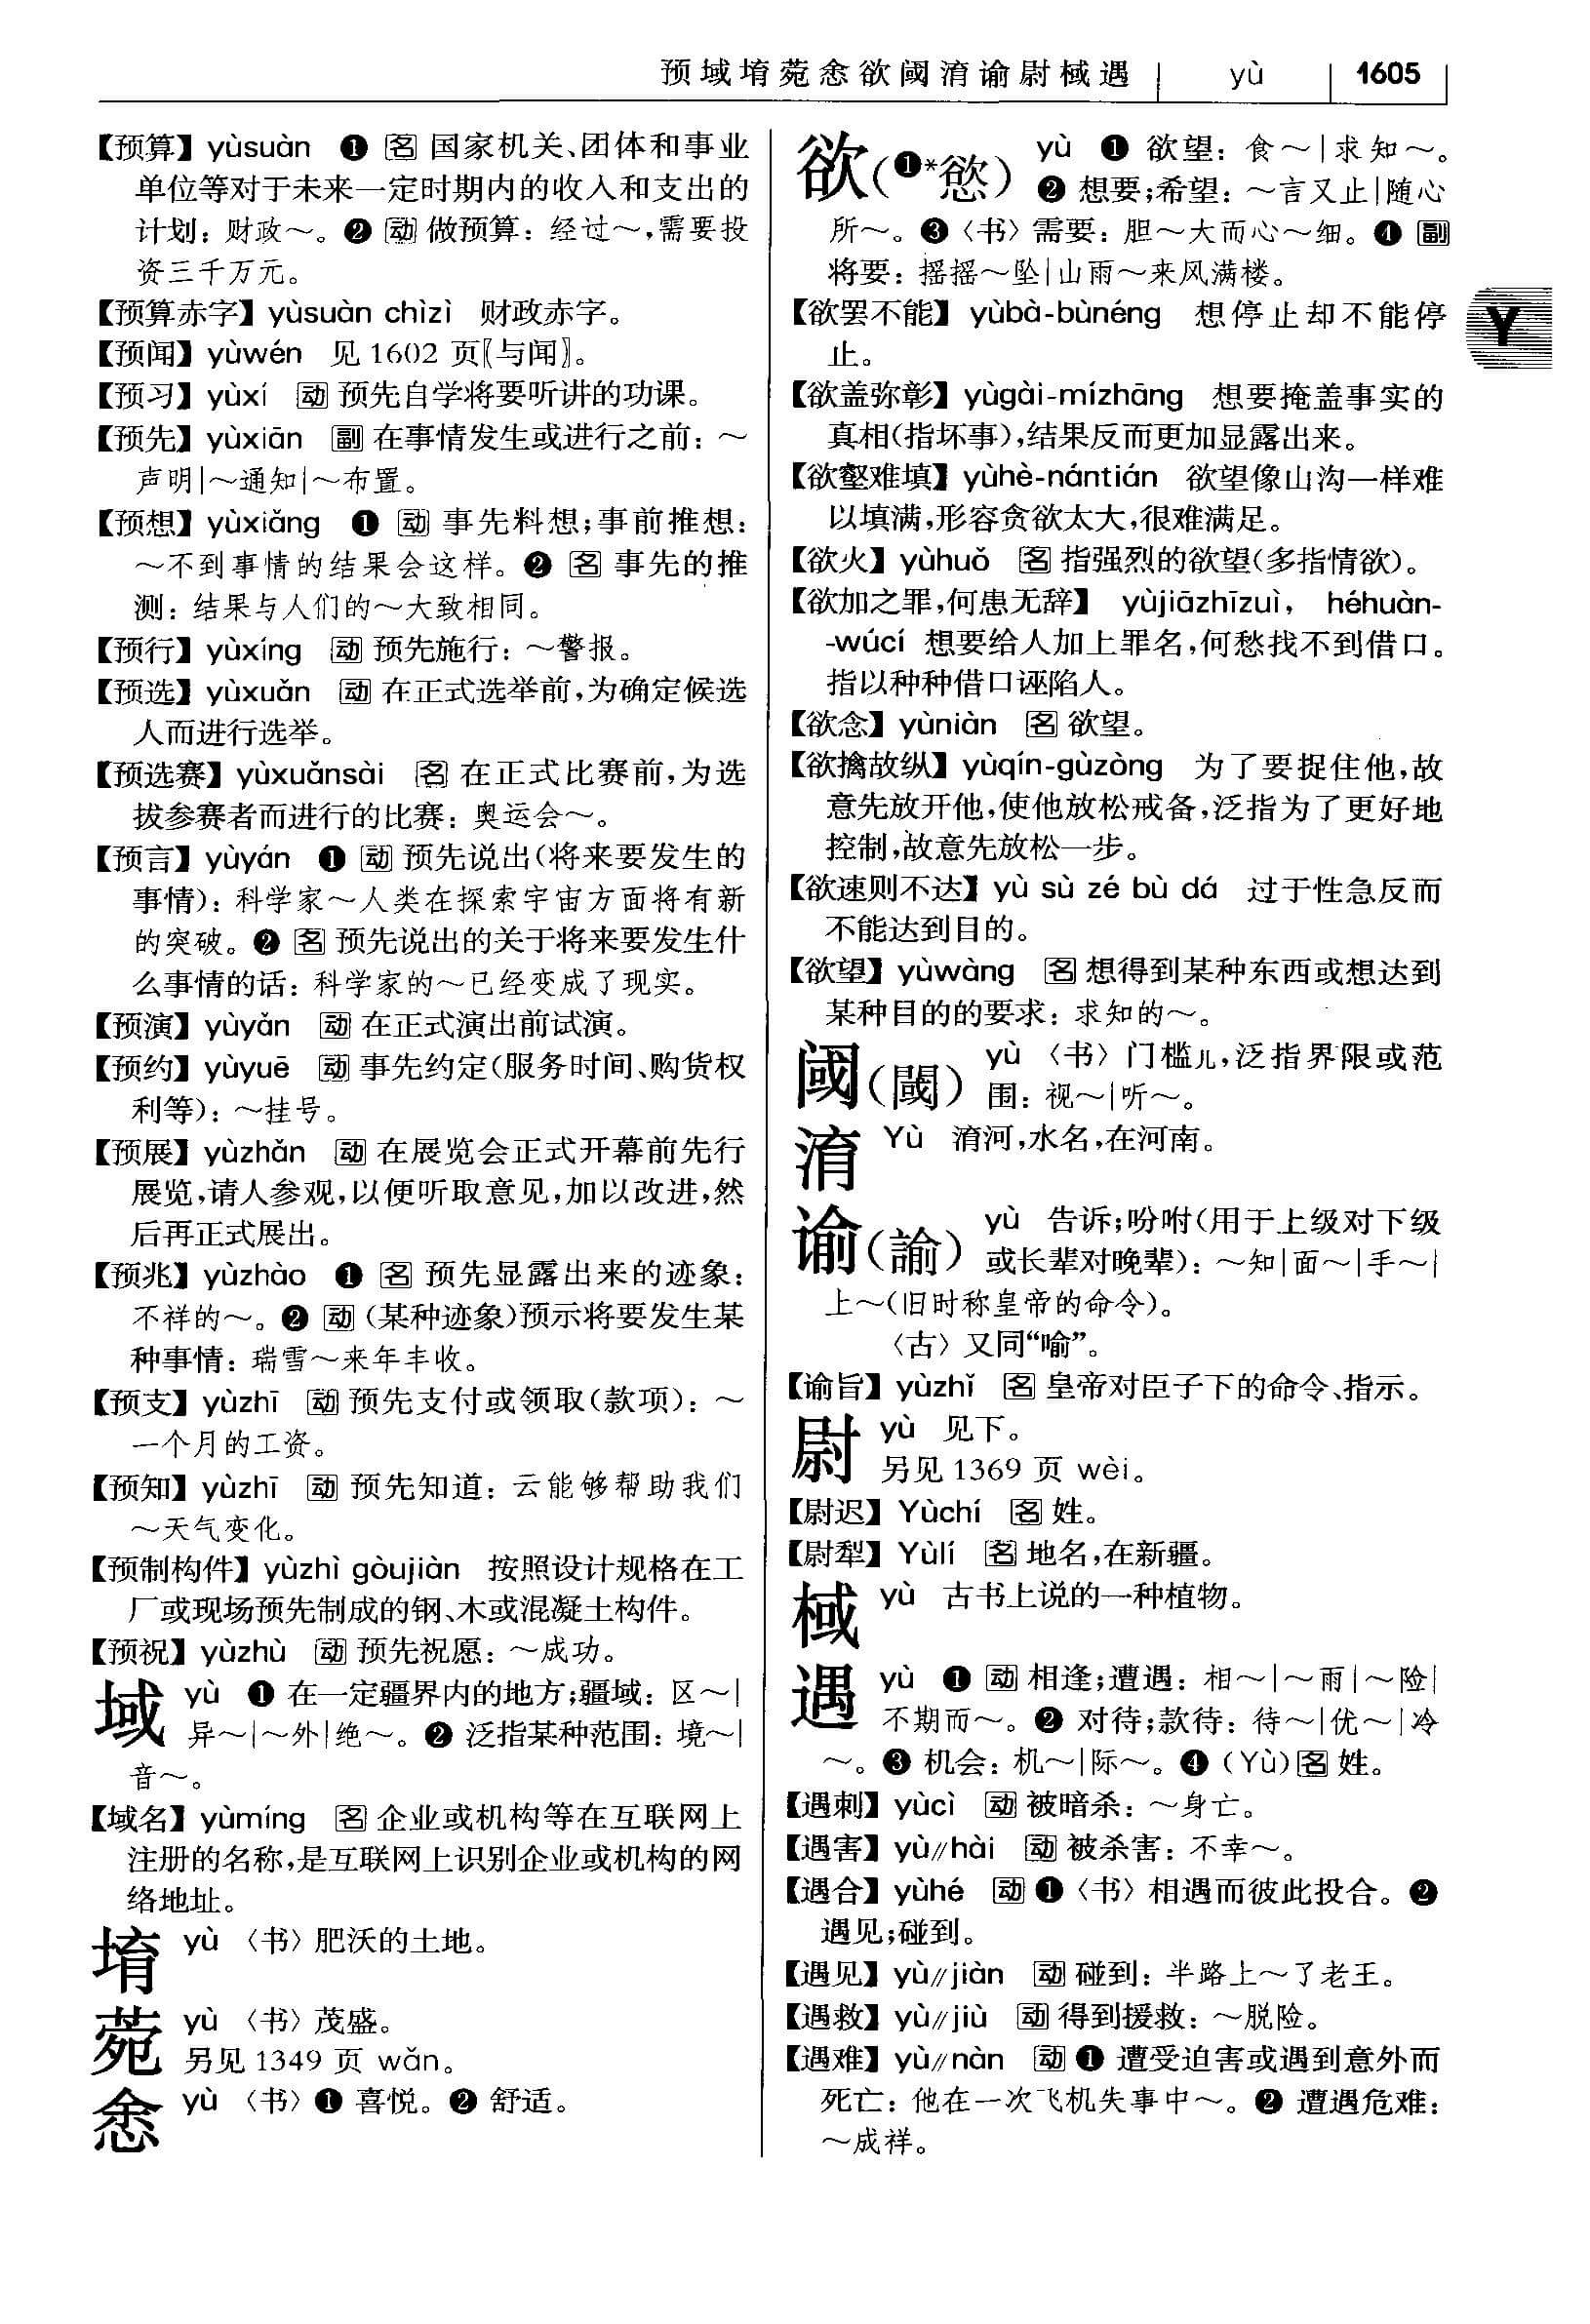 预域堉菀悆欲阈淯谕尉棫遇 yù 1605
【预算】 yùsuàn ❶ 名 国家机关、团体和事业
单位等对于未来一定时期内的收入和支出的
计划：财政～。❷ 动 做预算：经过～，需要投
资三千万元。
【预算赤字】 yùsuàn chìzì 财政赤字。
【预闻】 yùwén 见 1602 页〖与闻〗。
【预习】 yùxí 动 预先自学将要听讲的功课。
【预先】 yùxiān 副 在事情发生或进行之前：～
声明|～通知|～布置。
【预想】 yùxiǎng ❶ 动 事先料想；事前推想：
～不到事情的结果会这样。❷ 名 事先的推
测：结果与人们的～大致相同。
【预行】 yùxíng 动 预先施行：～警报。
【预选】 yùxuǎn 动 在正式选举前，为确定候选
人而进行选举。
【预选赛】 yùxuǎnsài 名 在正式比赛前，为选
拔参赛者而进行的比赛：奥运会～。
【预言】 yùyán ❶ 动 预先说出（将来要发生的
事情）：科学家～人类在探索宇宙方面将有新
的突破。❷ 名 预先说出的关于将来要发生什
么事情的话：科学家的～已经变成了现实。
【预演】 yùyǎn 动 在正式演出前试演。
【预约】 yùyuē 动 事先约定（服务时间、购货权
利等）：～挂号。
【预展】 yùzhǎn 动 在展览会正式开幕前先行
展览，请人参观，以便听取意见，加以改进，然
后再正式展出。
【预兆】 yùzhào ❶ 名 预先显露出来的迹象：
不祥的～。❷ 动 （某种迹象）预示将要发生某
种事情：瑞雪～来年丰收。
【预支】 yùzhī 动 预先支付或领取（款项）：～
一个月的工资。
【预知】 yùzhī 动 预先知道：云能够帮助我们
～天气变化。
【预制构件】 yùzhì gòujiàn 按照设计规格在工
厂或现场预先制成的钢、木或混凝土构件。
【预祝】 yùzhù 动 预先祝愿：～成功。
域 yù ❶ 在一定疆界内的地方；疆域：区～|
异～|～外|绝～。❷ 泛指某种范围：境～|
音～。
【域名】 yùmíng 名 企业或机构等在互联网上
注册的名称，是互联网上识别企业或机构的网
络地址。
堉 yù 〈书〉肥沃的土地。
菀 yù 〈书〉茂盛。
另见 1349 页 wǎn。
悆 yù 〈书〉❶ 喜悦。❷ 舒适。
欲（❶*慾） yù ❶ 欲望：食～|求知～。
❷ 想要；希望：～言又止|随心
所～。❸〈书〉需要：胆～大而心～细。❹ 副
将要：摇摇～坠|山雨～来风满楼。
【欲罢不能】 yùbà-bùnéng 想停止却不能停
止。
【欲盖弥彰】 yùgài-mízhāng 想要掩盖事实的
真相（指坏事），结果反而更加显露出来。
【欲壑难填】 yùhè-nántián 欲望像山沟一样难
以填满，形容贪欲太大，很难满足。
【欲火】 yùhuǒ 名 指强烈的欲望（多指情欲）。
【欲加之罪，何患无辞】 yùjiāzhīzuì， héhuàn-
-wúcí 想要给人加上罪名，何愁找不到借口。
指以种种借口诬陷人。
【欲念】 yùniàn 名 欲望。
【欲擒故纵】 yùqín-gùzòng 为了要捉住他，故
意先放开他，使他放松戒备，泛指为了更好地
控制，故意先放松一步。
【欲速则不达】 yù sù zé bù dá 过于性急反而
不能达到目的。
【欲望】 yùwàng 名 想得到某种东西或想达到
某种目的的要求：求知的～。
阈（閾） yù 〈书〉门槛儿，泛指界限或范
围：视～|听～。
淯 Yù 淯河，水名，在河南。
谕（諭） yù 告诉；吩咐（用于上级对下级
或长辈对晚辈）：～知|面～|手～|
上～（旧时称皇帝的命令）。
〈古〉又同“喻”。
【谕旨】 yùzhǐ 名 皇帝对臣子下的命令、指示。
尉 yù 见下。
另见 1369 页 wèi。
【尉迟】 Yùchí 名 姓。
【尉犁】 Yùlí 名 地名，在新疆。
棫 yù 古书上说的一种植物。
遇 yù ❶ 动 相逢；遭遇：相～|～雨|～险|
不期而～。❷ 对待；款待：待～|优～|冷
～。❸ 机会：机～|际～。❹（Yù）名 姓。
【遇刺】 yùcì 动 被暗杀：～身亡。
【遇害】 yù//hài 动 被杀害：不幸～。
【遇合】 yùhé 动 ❶〈书〉相遇而彼此投合。❷
遇见；碰到。
【遇见】 yù//jiàn 动 碰到：半路上～了老王。
【遇救】 yù//jiù 动 得到援救：～脱险。
【遇难】 yù//nàn 动 ❶ 遭受迫害或遇到意外而
死亡：他在一次飞机失事中～。❷ 遭遇危难：
～成祥。
Y